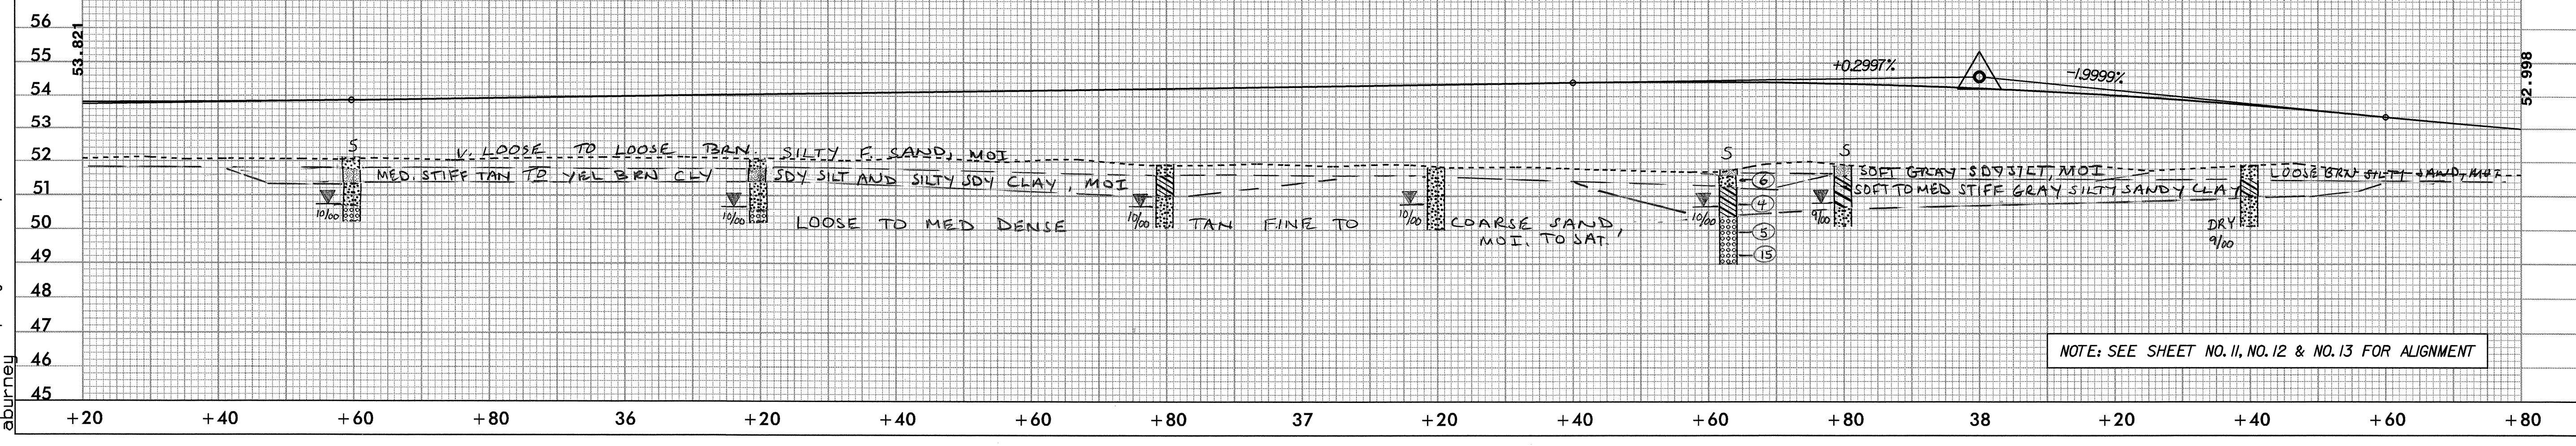 56
55
54
53
52
51
50
49
48
47
46
45
53.821
52.998
+0.2997%
-1.9999%
S
V. LOOSE TO LOOSE BRN. SILTY F. SAND, MOI
MED. STIFF TAN TO YEL BRN CLY SDY SILT AND SILTY SDY CLAY, MOI
LOOSE TO MED DENSE TAN FINE TO COARSE SAND,
MOI. TO SAT.
10/00
10/00
10/00
10/00
S
10/00
6
4
5
15
S
9/00
SOFT GRAY SDY SILT, MOI
SOFT TO MED STIFF GRAY SILTY SANDY CLAY
DRY
9/00
LOOSE BRN SILTY SAND, MOI
NOTE: SEE SHEET NO. 11, NO. 12 & NO. 13 FOR ALIGNMENT
+20 +40 +60 +80 36 +20 +40 +60 +80 37 +20 +40 +60 +80 38 +20 +40 +60 +80
aburney